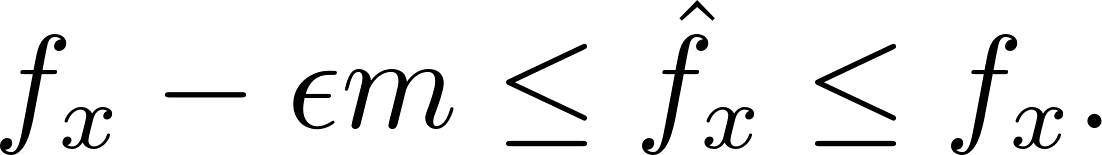 $f_x - \epsilon m \leq \hat{f}_x \leq f_x.$